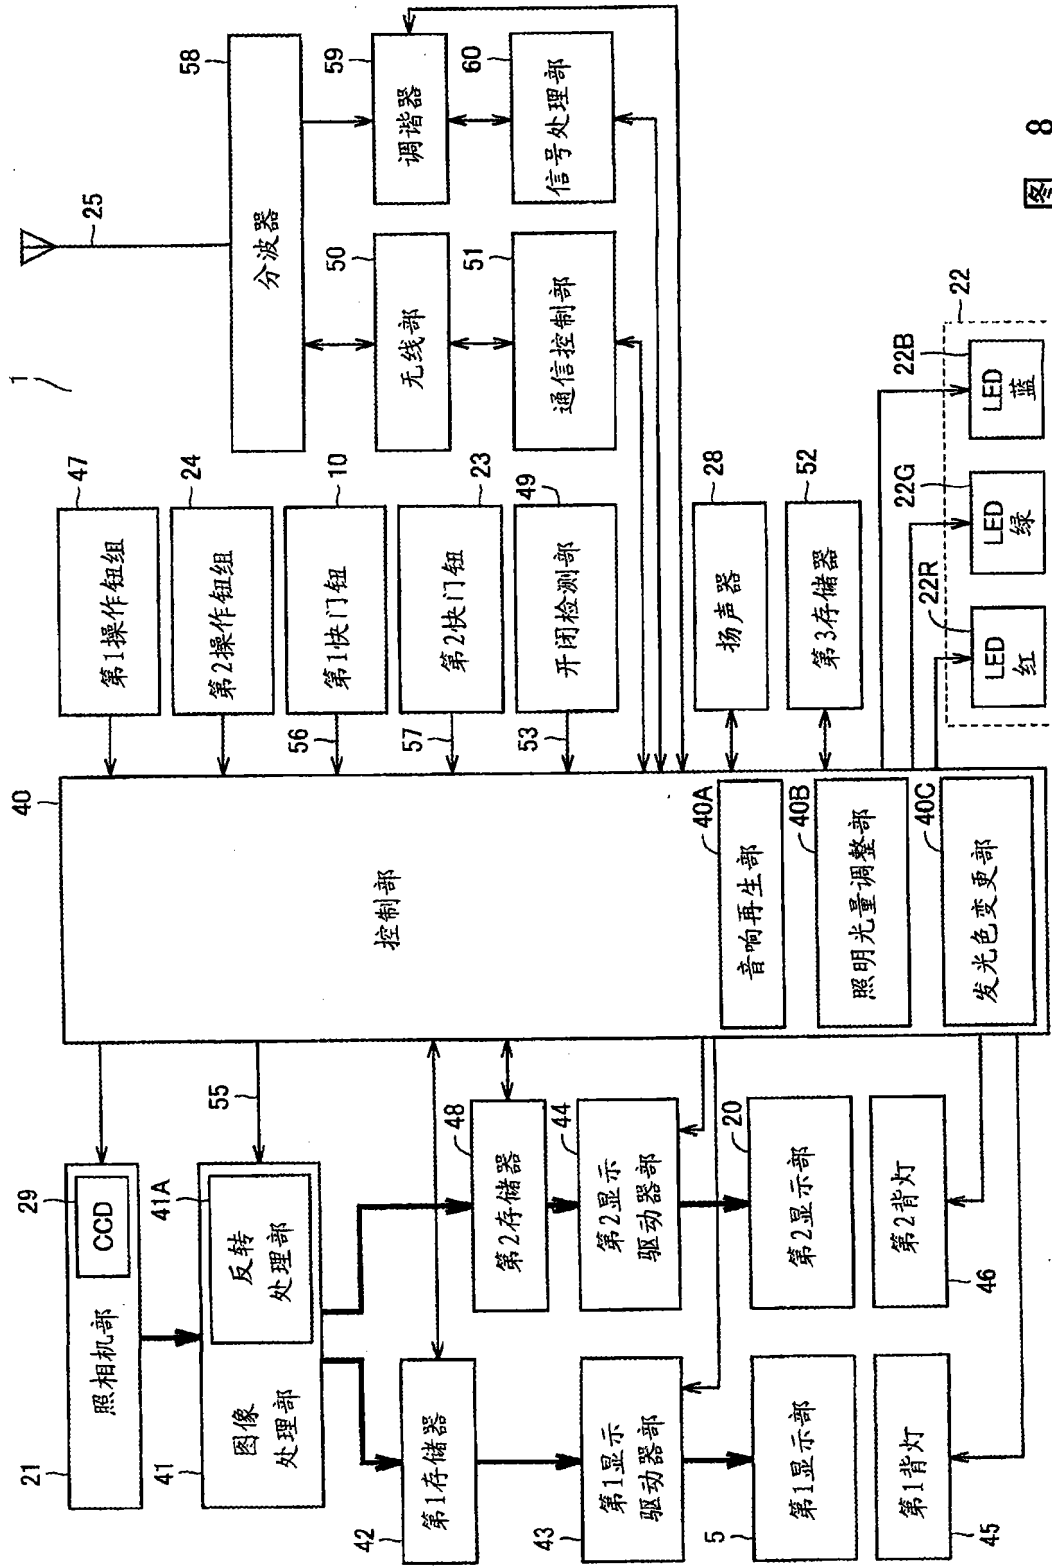 1
25
分波器
58
无线部
50
调谐器
59
通信控制部
51
信号处理部
60
第1操作钮组
47
第2操作钮组
24
第1快门钮
10
56
第2快门钮
23
57
开闭检测部
49
53
扬声器
28
第3存储器
52
22
LED
红
22R
LED
绿
22G
LED
蓝
22B
40
控制部
音响再生部
40A
照明光量调整部
40B
发光色变更部
40C
21
照相机部
CCD
29
41
图像
处理部
反转
处理部
41A
55
第1存储器
42
第2存储器
48
第1显示
驱动器部
43
第2显示
驱动器部
44
第1显示部
5
第2显示部
20
第1背灯
45
第2背灯
46
图 8